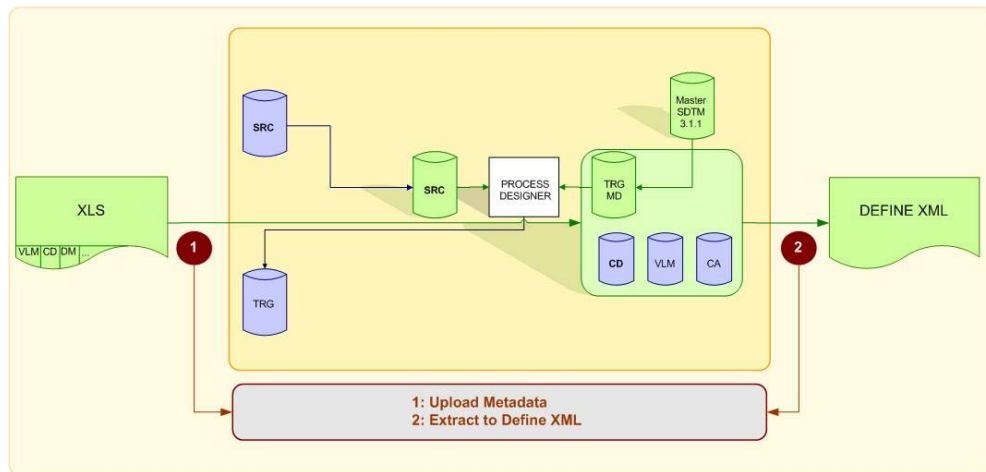 Master
SDTM
3.1.1
SRC
SRC
PROCESS
DESIGNER
TRG
MD
XLS
VLM CD DM ...
1
2
DEFINE XML
CD
VLM
CA
TRG
1: Upload Metadata
2: Extract to Define XML